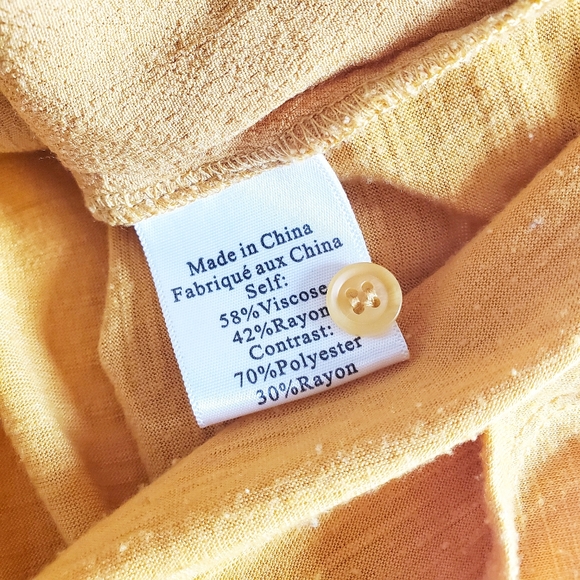 Made in China
Fabriqué aux China
Self:
58%Viscose
42%Rayon
Contrast:
70%Polyester
30%Rayon